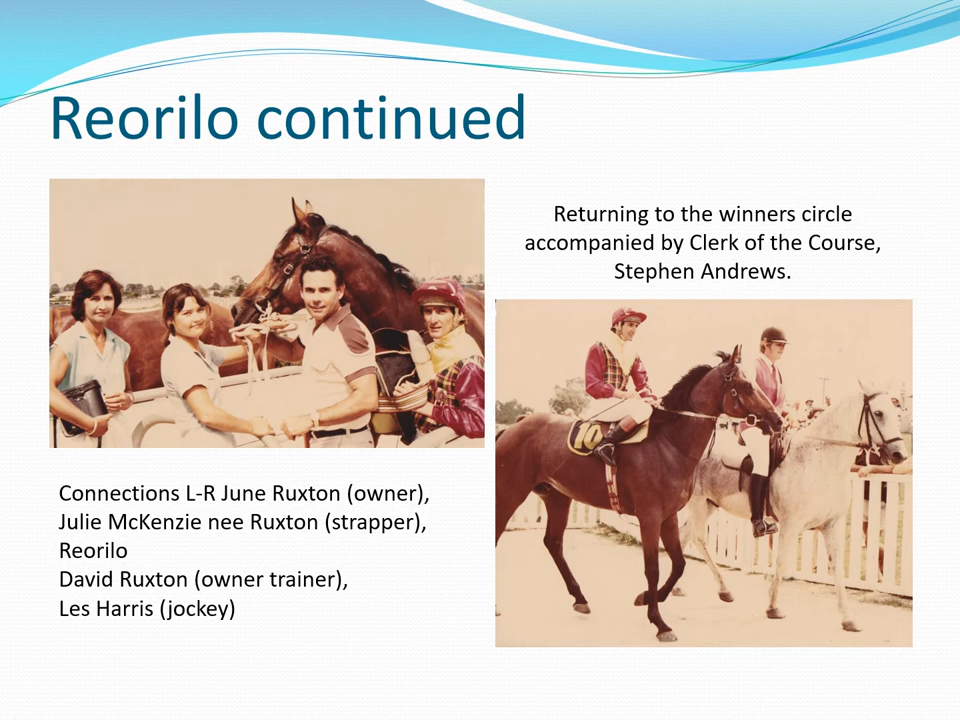 Reorilo continued
Returning to the winners circle
accompanied by Clerk of the Course,
Stephen Andrews.
10
Connections L-R June Ruxton (owner),
Julie McKenzie nee Ruxton (strapper),
Reorilo
David Ruxton (owner trainer),
Les Harris (jockey)